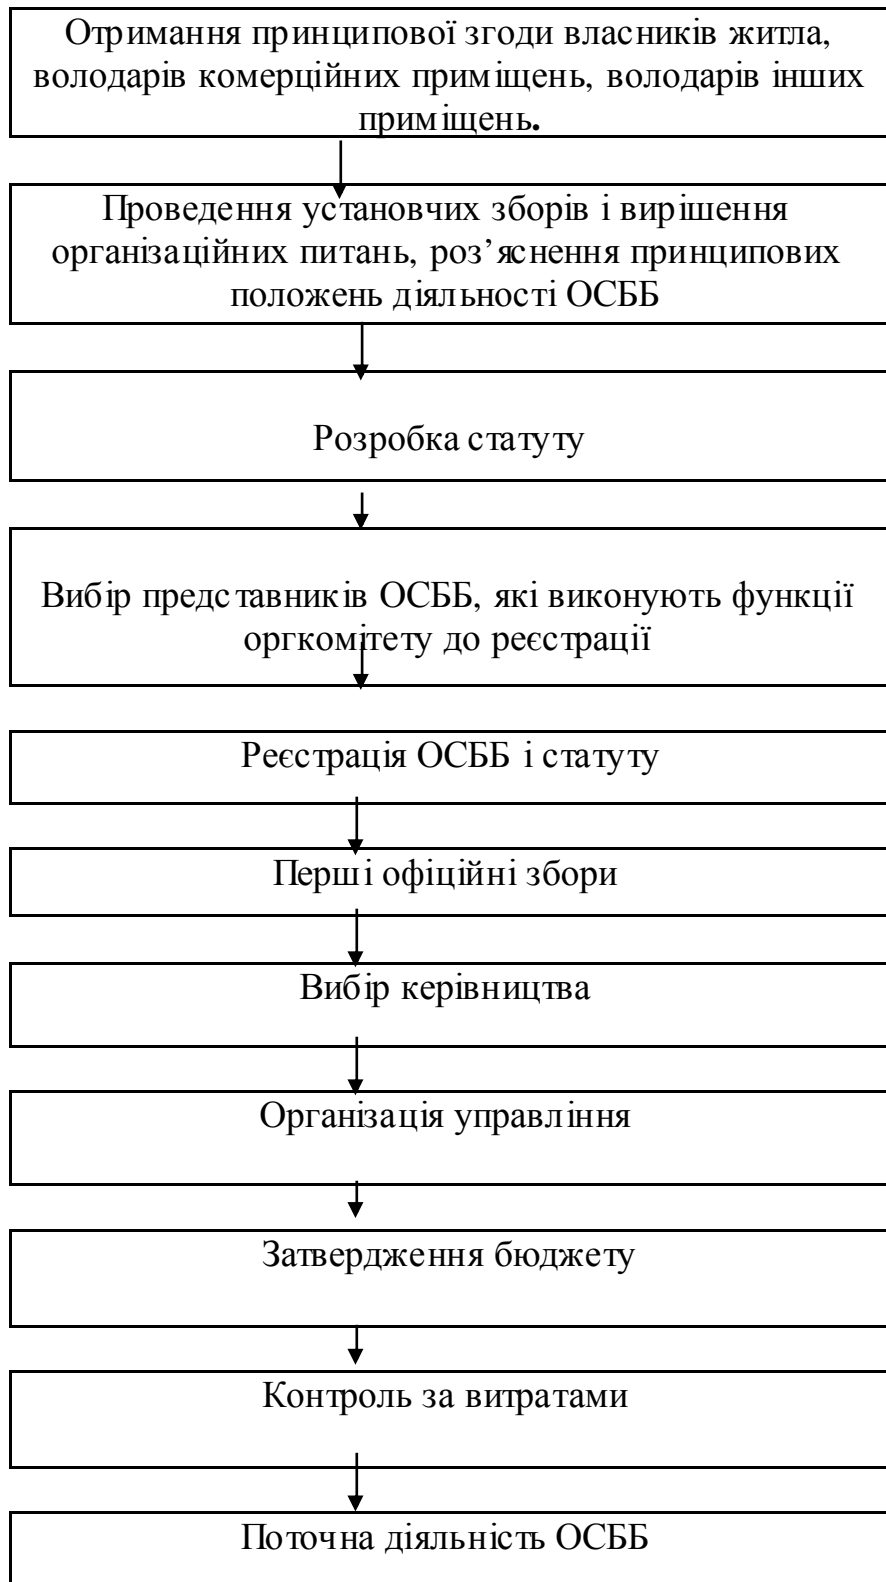 Отримання принципової згоди власників житла,
володарів комерційних приміщень, володарів інших
приміщень.
Проведення установчих зборів і вирішення
організаційних питань, роз’яснення принципових
положень діяльності ОСББ
Розробка статуту
Вибір представників ОСББ, які виконують функції
оргкомітету до реєстрації
Реєстрація ОСББ і статуту
Перші офіційні збори
Вибір керівництва
Організація управління
Затвердження бюджету
Контроль за витратами
Поточна діяльність ОСББ